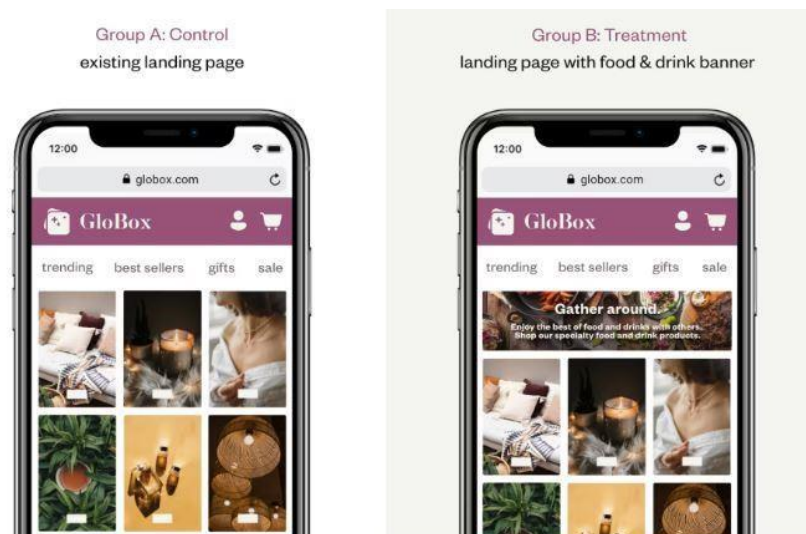 Group A: Control
existing landing page
12:00
globox.com
GloBox
trending best sellers gifts sale
Group B: Treatment
landing page with food & drink banner
12:00
globox.com
GloBox
trending best sellers gifts sale
Gather around.
Enjoy the best of food and drinks with others.
Shop our specialty food and drink products.